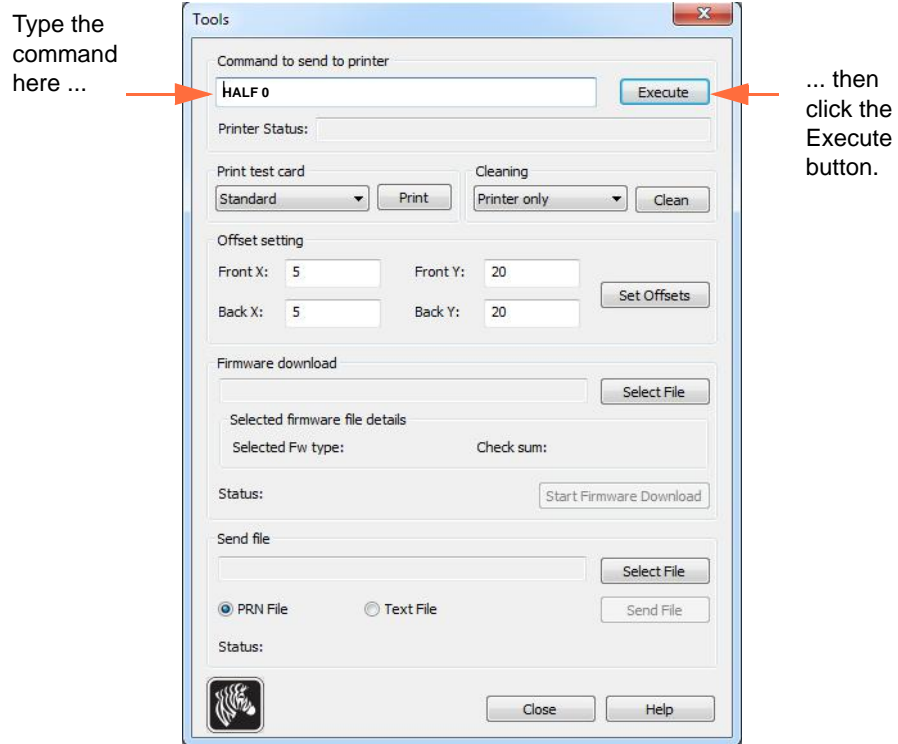 Type the
command
here ...
Tools
Command to send to printer
HALF 0
Execute
... then
click the
Execute
button.
Printer Status:
Print test card
Standard
Print
Cleaning
Printer only
Clean
Offset setting
Front X: 5
Front Y: 20
Back X: 5
Back Y: 20
Set Offsets
Firmware download
Select File
Selected firmware file details
Selected Fw type:
Check sum:
Status:
Start Firmware Download
Send file
Select File
PRN File
Text File
Send File
Status:
Close
Help